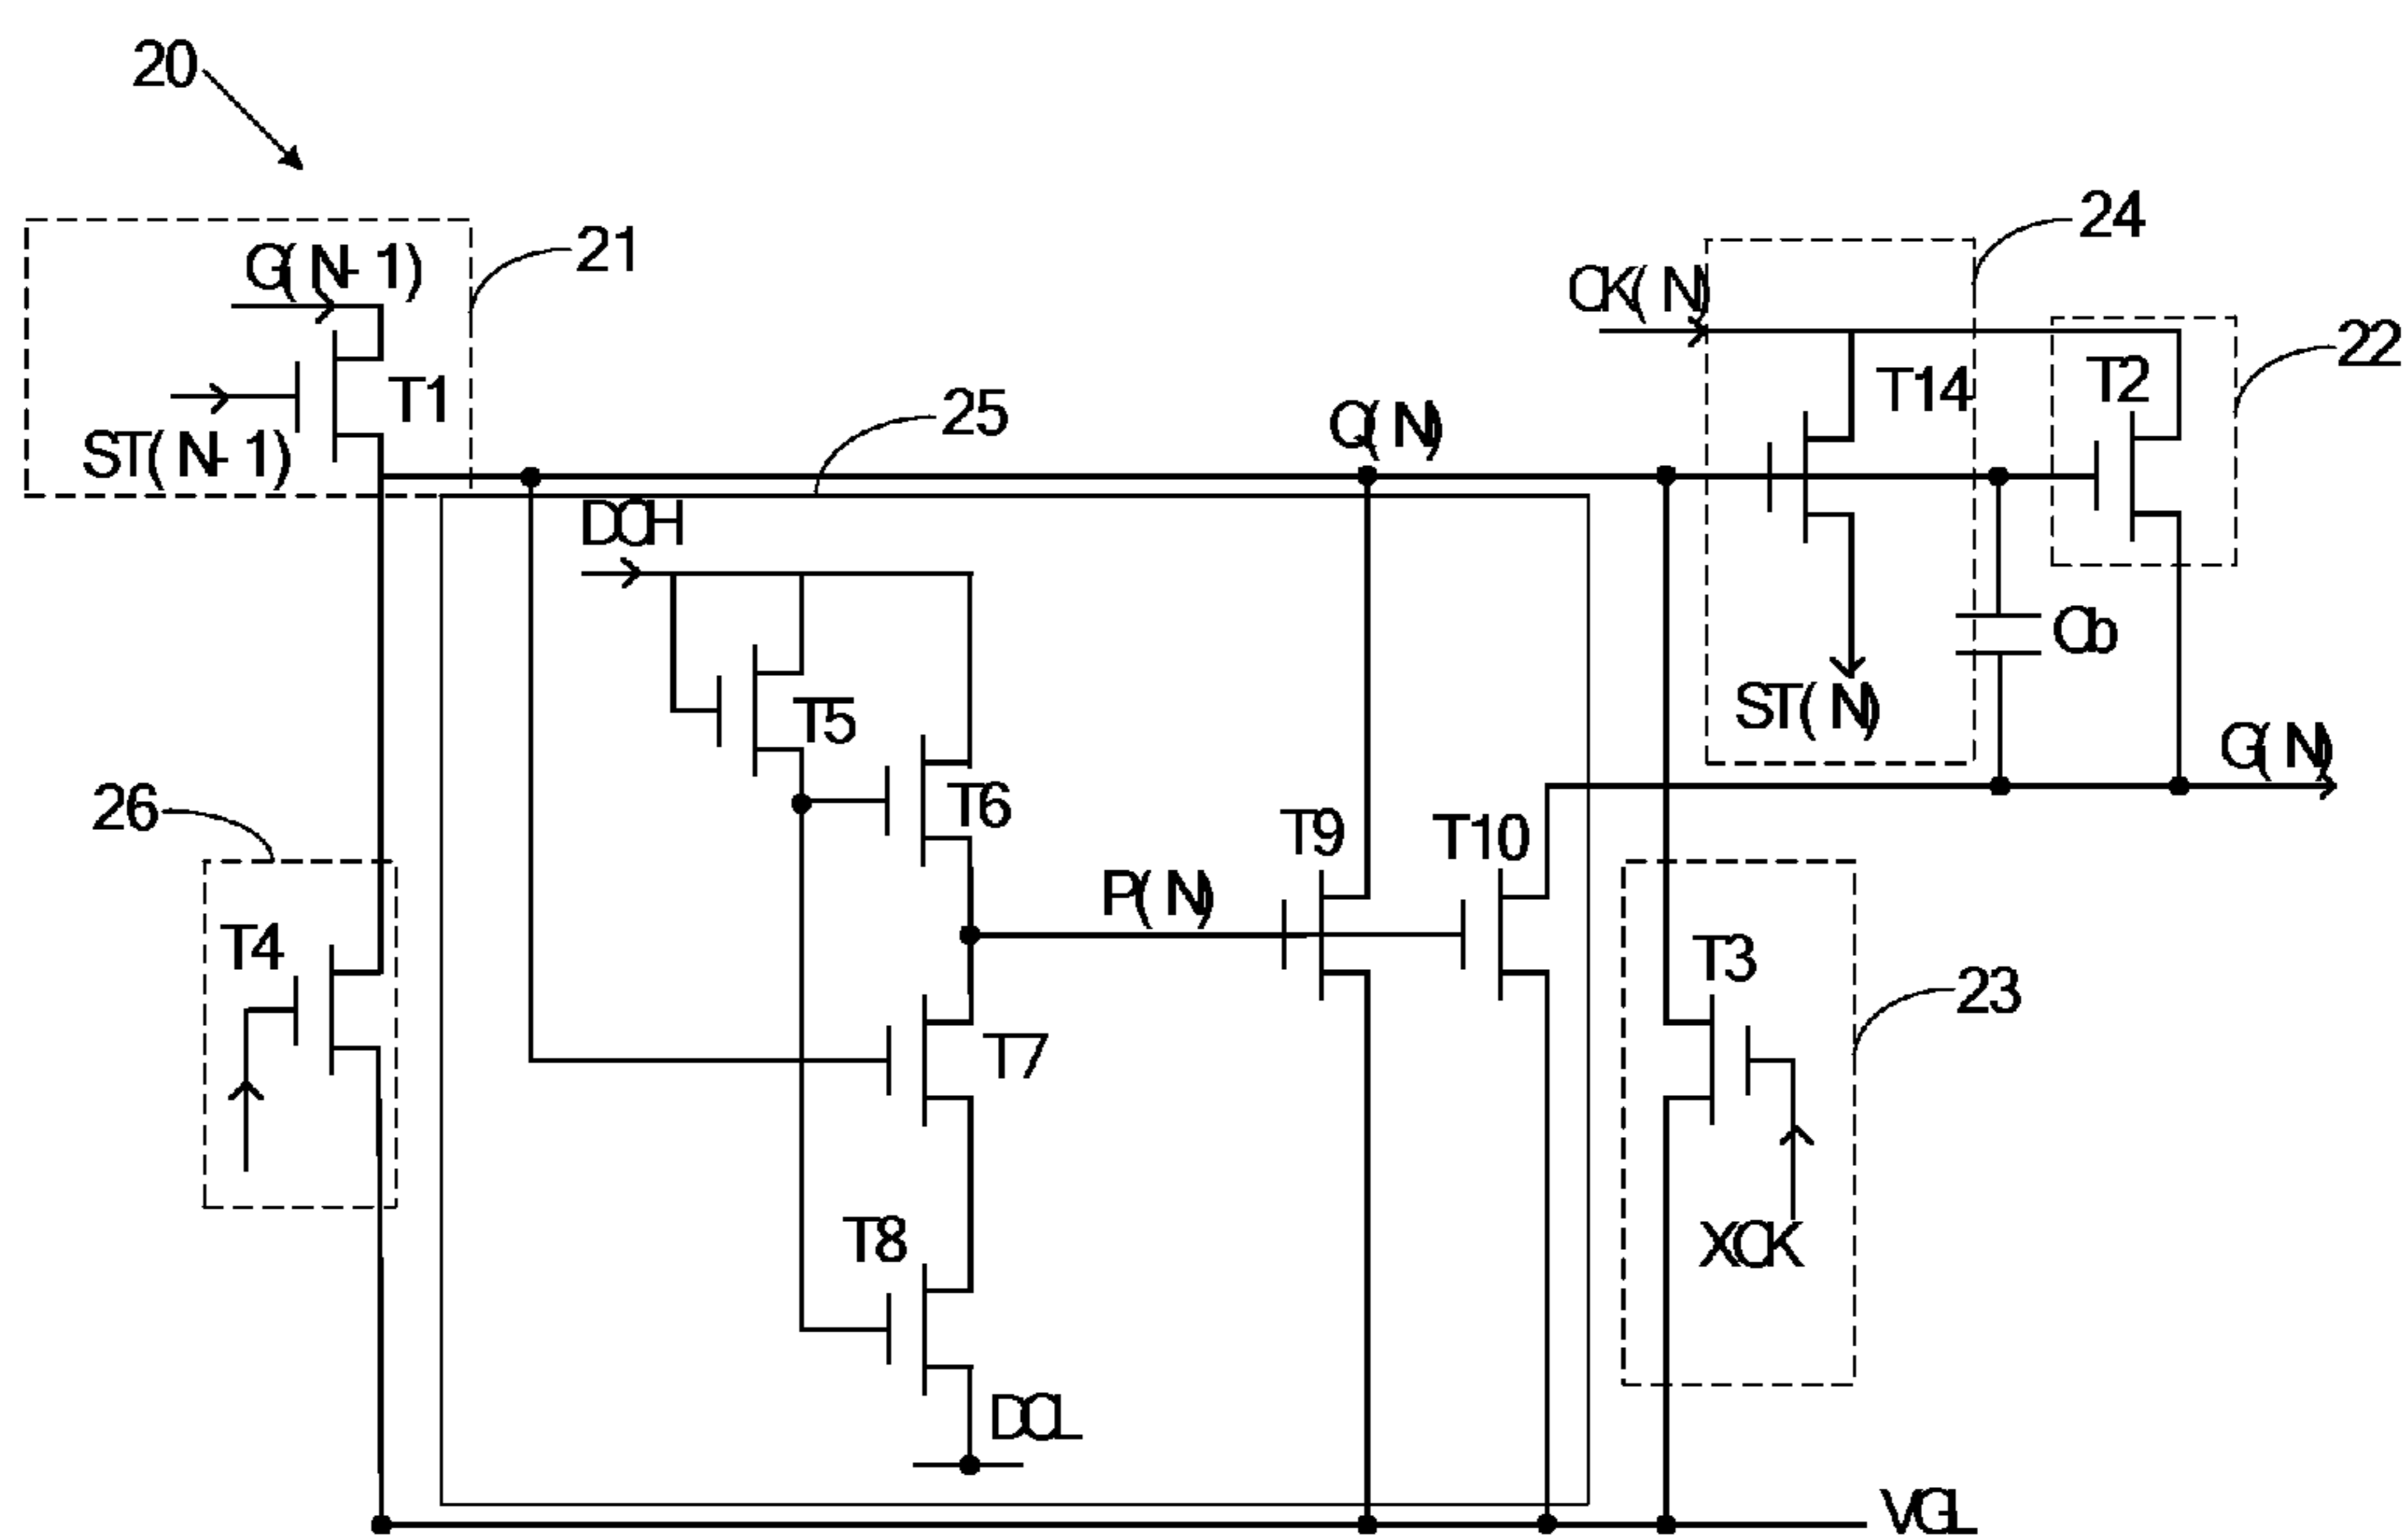 20
24
21
G(N-1)
CK(N)
22
T2
T1
T14
25
Q(N)
ST(N-1)
DCH
Cb
T5
ST(N)
G(N)
26
T6
T9
T10
P(N)
T4
T3
23
T7
T8
XCK
DCL
VGL